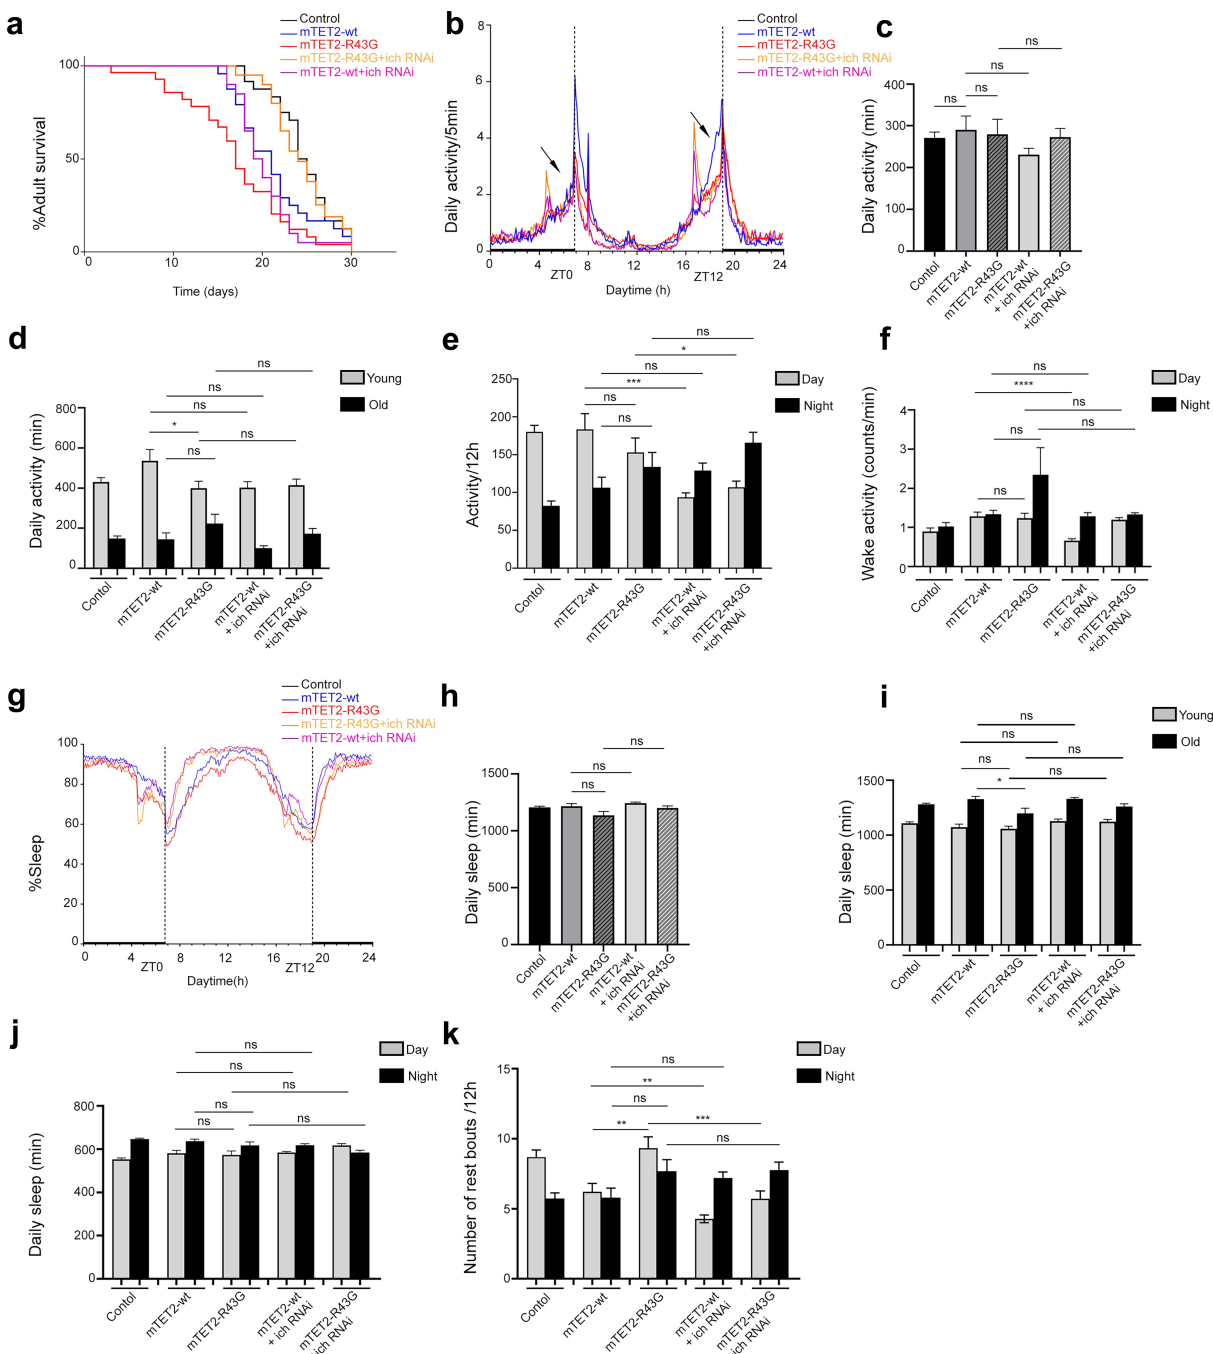 a
Control
mTET2-wt
mTET2-R43G
mTET2-R43G+ich RNAi
mTET2-wt+ich RNAi
%Adult survival
100
50
0
0 10 20 30
Time (days)
b
Control
mTET2-wt
mTET2-R43G
mTET2-R43G+ich RNAi
mTET2-wt+ich RNAi
Daily activity/5min
8
6
4
2
0
0 4 8 12 16 20 24
ZT0 ZT12
Daytime (h)
c
ns
ns
ns
ns
Daily activity (min)
400
300
200
100
0
Contol
mTET2-wt
mTET2-R43G
mTET2-wt
+ ich RNAi
mTET2-R43G
+ich RNAi
d
Young
Old
ns
ns
ns
*
ns
ns
Daily activity (min)
800
600
400
200
0
Contol
mTET2-wt
mTET2-R43G
mTET2-wt
+ ich RNAi
mTET2-R43G
+ich RNAi
e
Day
Night
ns
*
ns
***
ns
ns
Activity/12h
250
200
150
100
50
0
Contol
mTET2-wt
mTET2-R43G
mTET2-wt
+ ich RNAi
mTET2-R43G
+ich RNAi
f
Day
Night
ns
****
ns
ns
ns
ns
Wake activity (counts/min)
4
3
2
1
0
Contol
mTET2-wt
mTET2-R43G
mTET2-wt
+ ich RNAi
mTET2-R43G
+ich RNAi
g
Control
mTET2-wt
mTET2-R43G
mTET2-R43G+ich RNAi
mTET2-wt+ich RNAi
%Sleep
100
80
60
40
20
0
0 4 8 12 16 20 24
ZT0 ZT12
Daytime(h)
h
ns
ns
ns
Daily sleep (min)
1500
1000
500
0
Contol
mTET2-wt
mTET2-R43G
mTET2-wt
+ ich RNAi
mTET2-R43G
+ich RNAi
i
Young
Old
ns
ns
ns
ns
*
ns
Daily sleep (min)
1500
1000
500
0
Contol
mTET2-wt
mTET2-R43G
mTET2-wt
+ ich RNAi
mTET2-R43G
+ich RNAi
j
Day
Night
ns
ns
ns
ns
ns
ns
Daily sleep (min)
800
600
400
200
0
Contol
mTET2-wt
mTET2-R43G
mTET2-wt
+ ich RNAi
mTET2-R43G
+ich RNAi
k
Day
Night
ns
**
ns
**
***
ns
Number of rest bouts /12h
15
10
5
0
Contol
mTET2-wt
mTET2-R43G
mTET2-wt
+ ich RNAi
mTET2-R43G
+ich RNAi